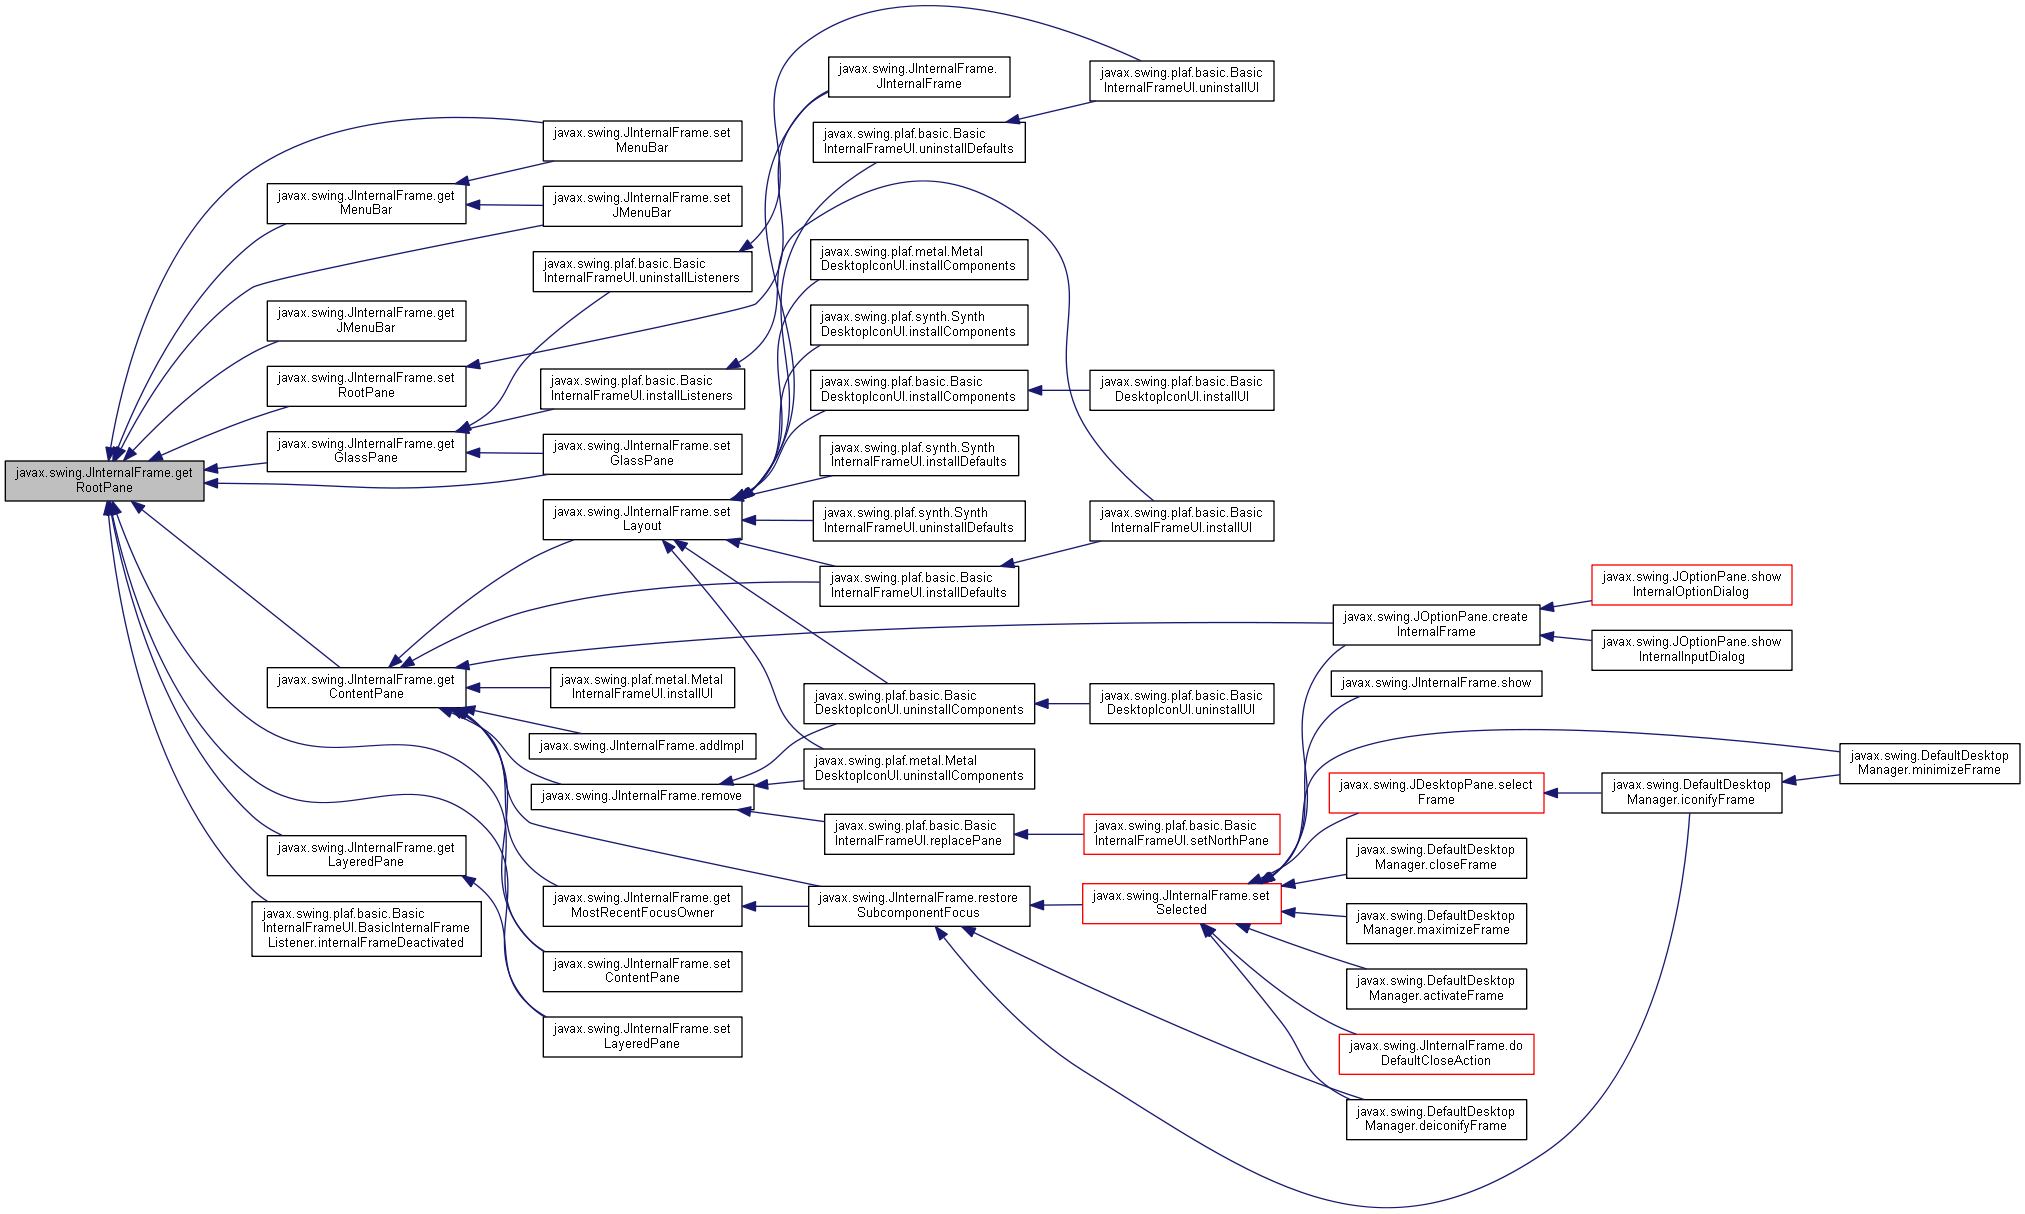 javax.swing.JInternalFrame.get
RootPane
javax.swing.JInternalFrame.get
MenuBar
javax.swing.JInternalFrame.get
JMenuBar
javax.swing.JInternalFrame.set
RootPane
javax.swing.JInternalFrame.get
GlassPane
javax.swing.JInternalFrame.get
ContentPane
javax.swing.JInternalFrame.get
LayeredPane
javax.swing.plaf.basic.Basic
InternalFrameUI.BasicInternalFrame
Listener.internalFrameDeactivated
javax.swing.JInternalFrame.set
MenuBar
javax.swing.JInternalFrame.set
JMenuBar
javax.swing.plaf.basic.Basic
InternalFrameUI.uninstallListeners
javax.swing.plaf.basic.Basic
InternalFrameUI.installListeners
javax.swing.JInternalFrame.set
GlassPane
javax.swing.JInternalFrame.set
Layout
javax.swing.plaf.metal.Metal
InternalFrameUI.installUI
javax.swing.JInternalFrame.addImpl
javax.swing.JInternalFrame.remove
javax.swing.JInternalFrame.get
MostRecentFocusOwner
javax.swing.JInternalFrame.set
ContentPane
javax.swing.JInternalFrame.set
LayeredPane
javax.swing.JInternalFrame.
JInternalFrame
javax.swing.plaf.basic.Basic
InternalFrameUI.uninstallDefaults
javax.swing.plaf.metal.Metal
DesktopIconUI.installComponents
javax.swing.plaf.synth.Synth
DesktopIconUI.installComponents
javax.swing.plaf.basic.Basic
DesktopIconUI.installComponents
javax.swing.plaf.synth.Synth
InternalFrameUI.installDefaults
javax.swing.plaf.synth.Synth
InternalFrameUI.uninstallDefaults
javax.swing.plaf.basic.Basic
InternalFrameUI.installDefaults
javax.swing.plaf.basic.Basic
DesktopIconUI.uninstallComponents
javax.swing.plaf.metal.Metal
DesktopIconUI.uninstallComponents
javax.swing.plaf.basic.Basic
InternalFrameUI.replacePane
javax.swing.JInternalFrame.restore
SubcomponentFocus
javax.swing.plaf.basic.Basic
InternalFrameUI.uninstallUI
javax.swing.plaf.basic.Basic
DesktopIconUI.installUI
javax.swing.plaf.basic.Basic
InternalFrameUI.installUI
javax.swing.plaf.basic.Basic
DesktopIconUI.uninstallUI
javax.swing.plaf.basic.Basic
InternalFrameUI.setNorthPane
javax.swing.JInternalFrame.set
Selected
javax.swing.JOptionPane.create
InternalFrame
javax.swing.JInternalFrame.show
javax.swing.JDesktopPane.select
Frame
javax.swing.DefaultDesktop
Manager.closeFrame
javax.swing.DefaultDesktop
Manager.maximizeFrame
javax.swing.DefaultDesktop
Manager.activateFrame
javax.swing.JInternalFrame.do
DefaultCloseAction
javax.swing.DefaultDesktop
Manager.deiconifyFrame
javax.swing.JOptionPane.show
InternalOptionDialog
javax.swing.JOptionPane.show
InternalInputDialog
javax.swing.DefaultDesktop
Manager.iconifyFrame
javax.swing.DefaultDesktop
Manager.minimizeFrame